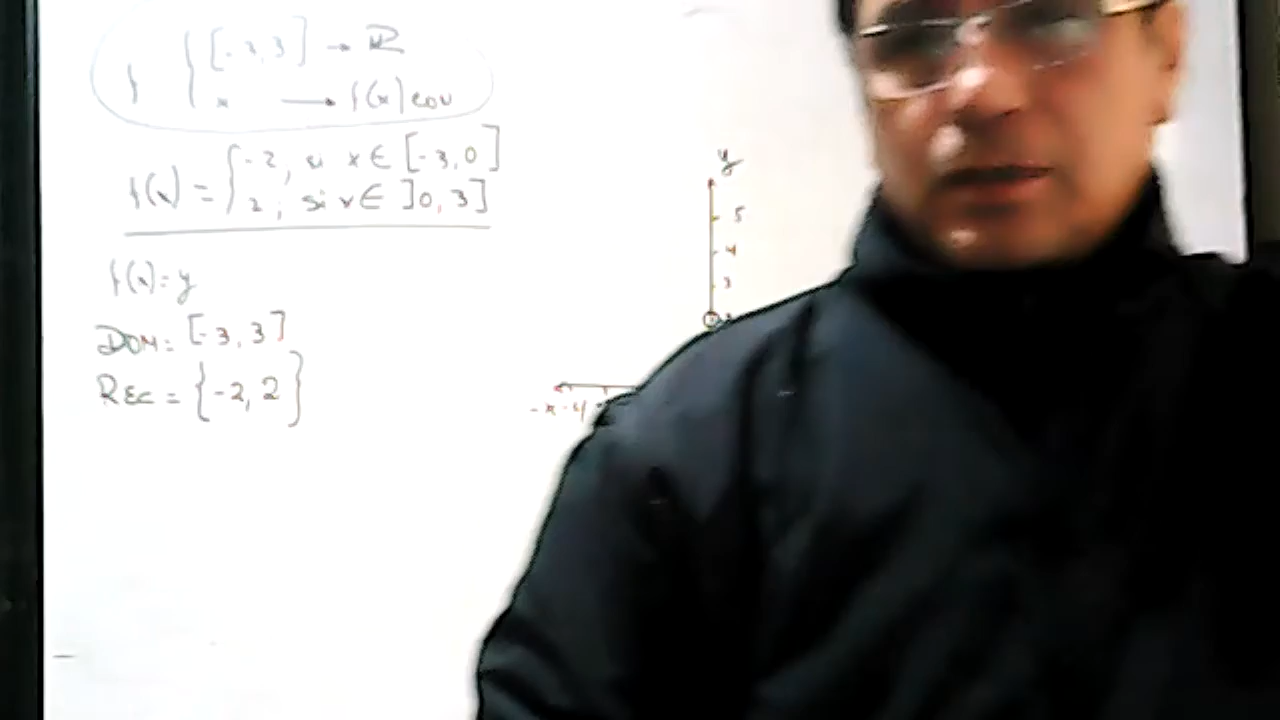 f { [-3,3] → R
x → f(x) con
f(x) = { -2, si x ∈ [-3,0]
2, si x ∈ ]0,3]
f(x) = y
DOM = [-3,3]
REC = {-2, 2}
y
5
4
3
-x -4